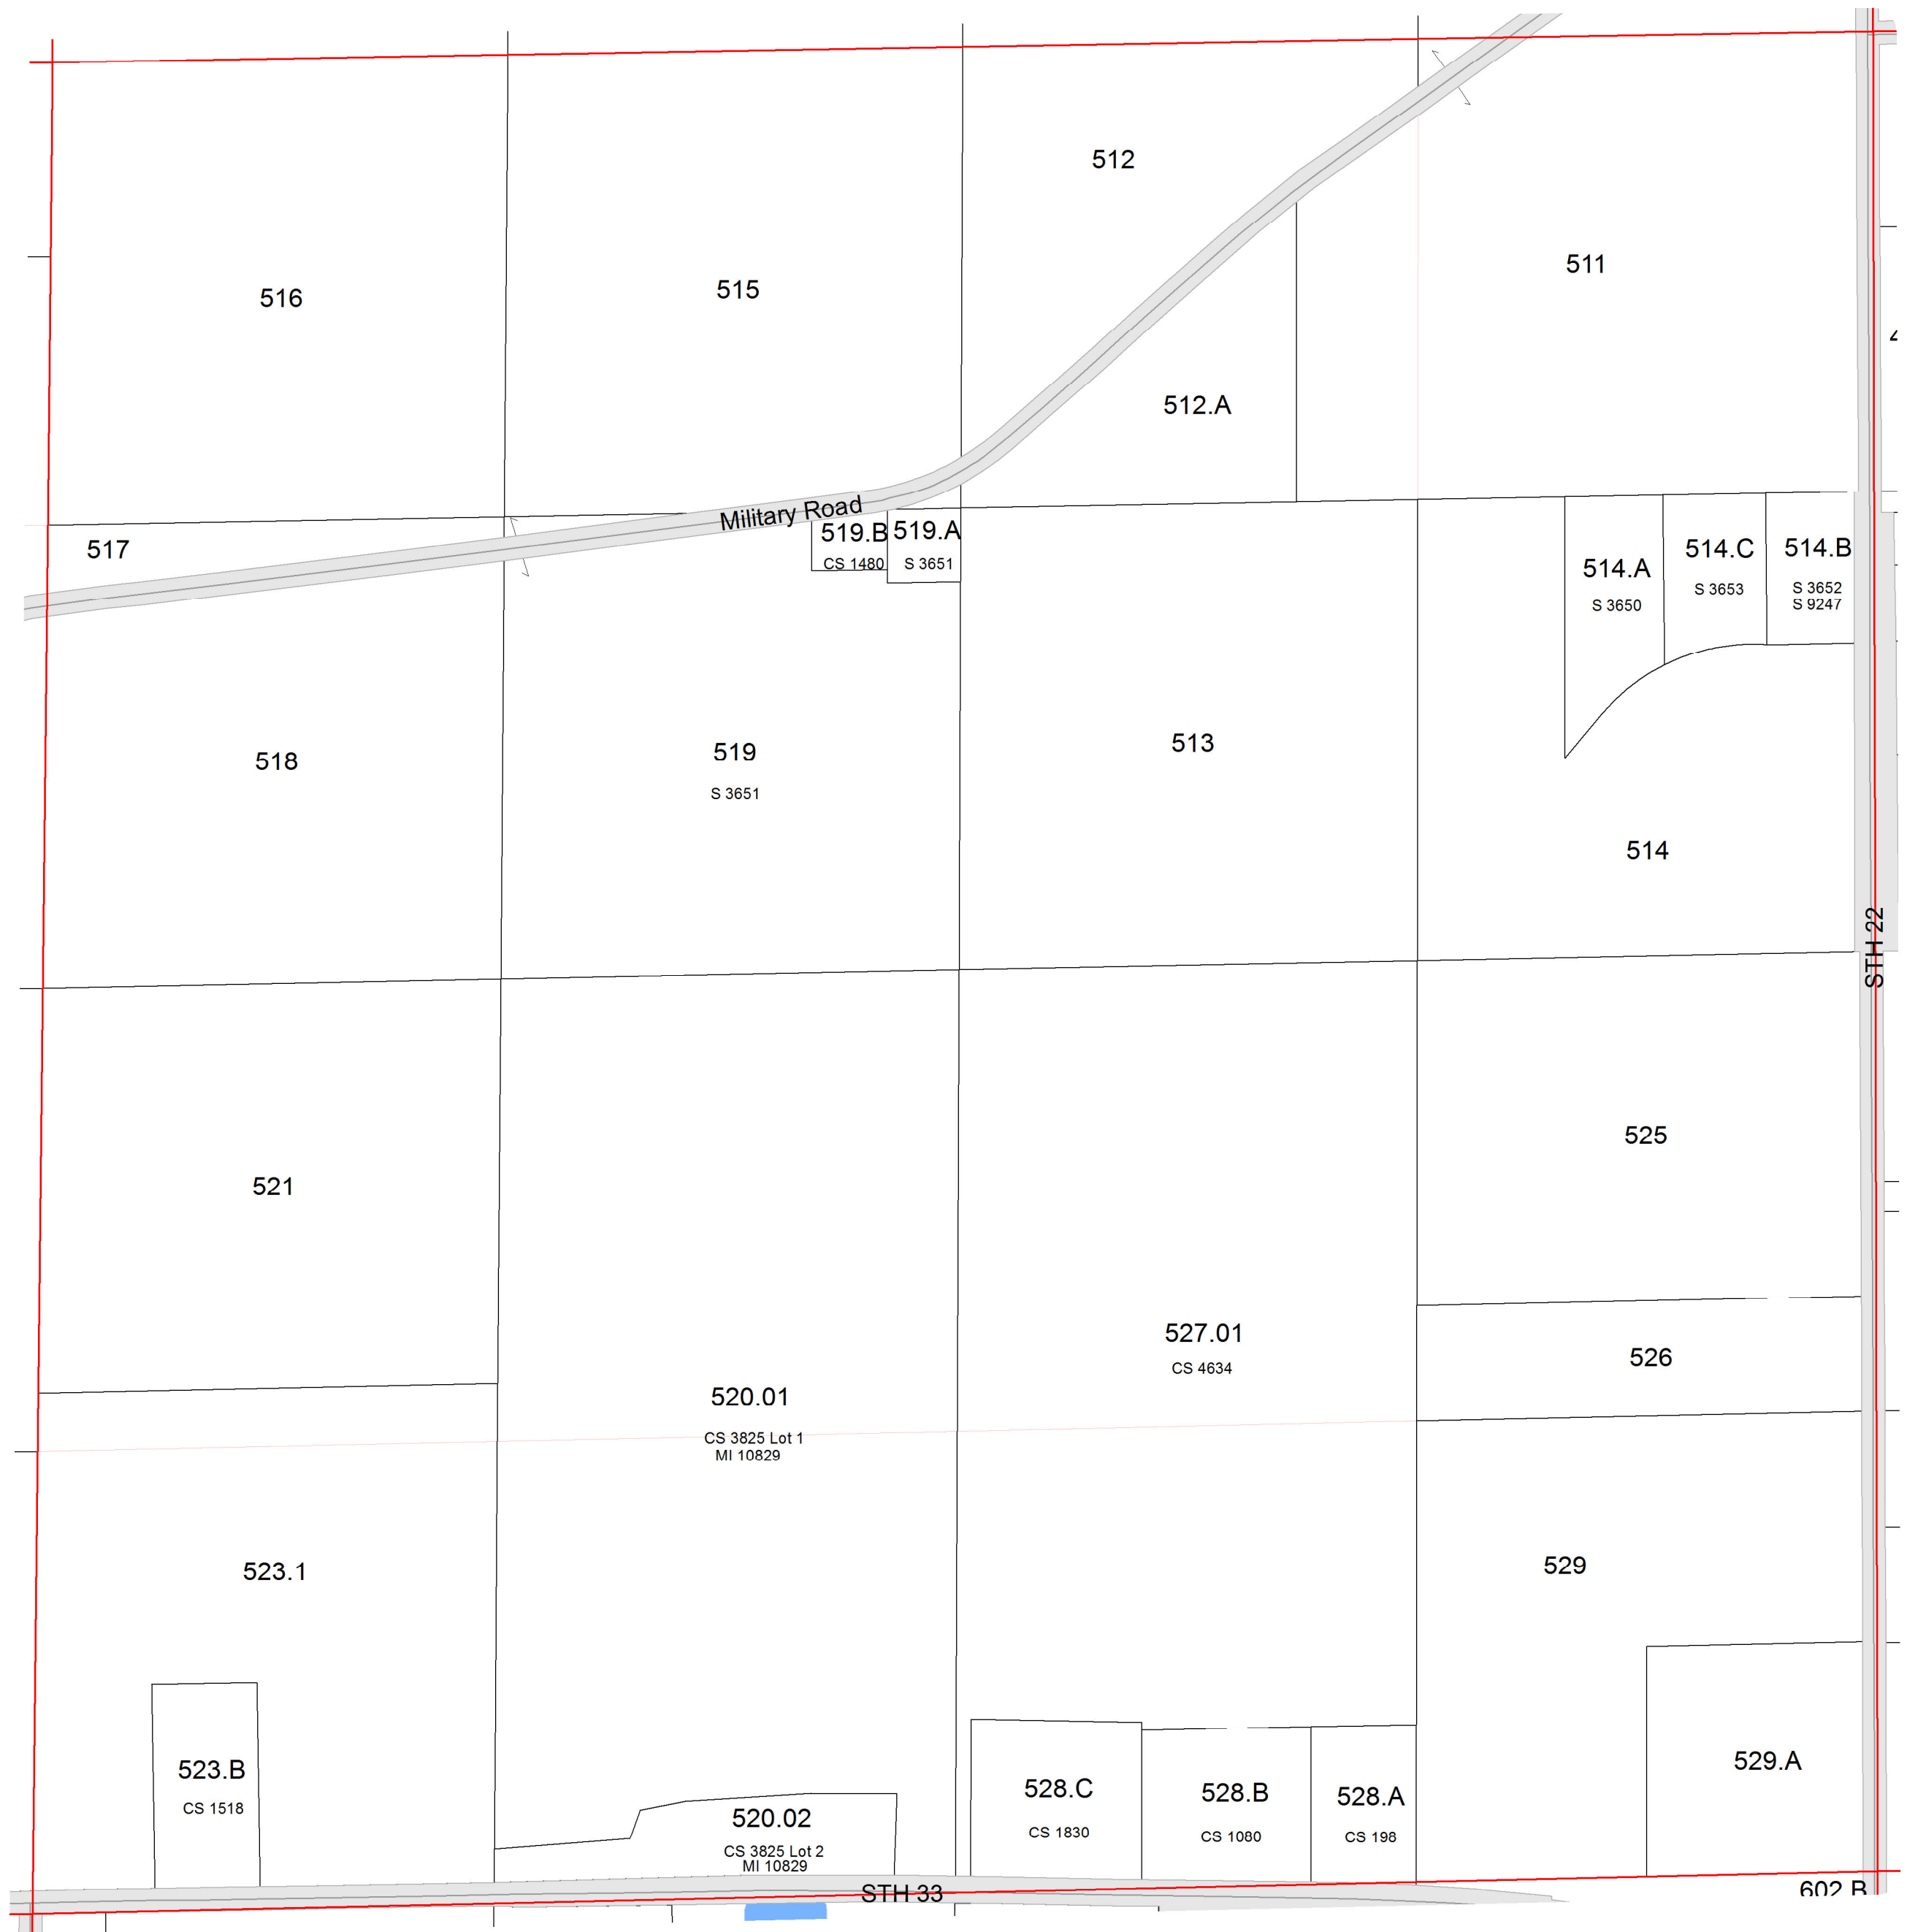 512
511
516
515
4
512.A
Military Road
517
519.B
CS 1480
519.A
S 3651
514.A
S 3650
514.C
S 3653
514.B
S 3652
S 9247
518
519
S 3651
513
514
STH 22
521
525
527.01
CS 4634
526
520.01
CS 3825 Lot 1
MI 10829
523.1
529
523.B
CS 1518
520.02
CS 3825 Lot 2
MI 10829
528.C
CS 1830
528.B
CS 1080
528.A
CS 198
529.A
STH 33
602.B